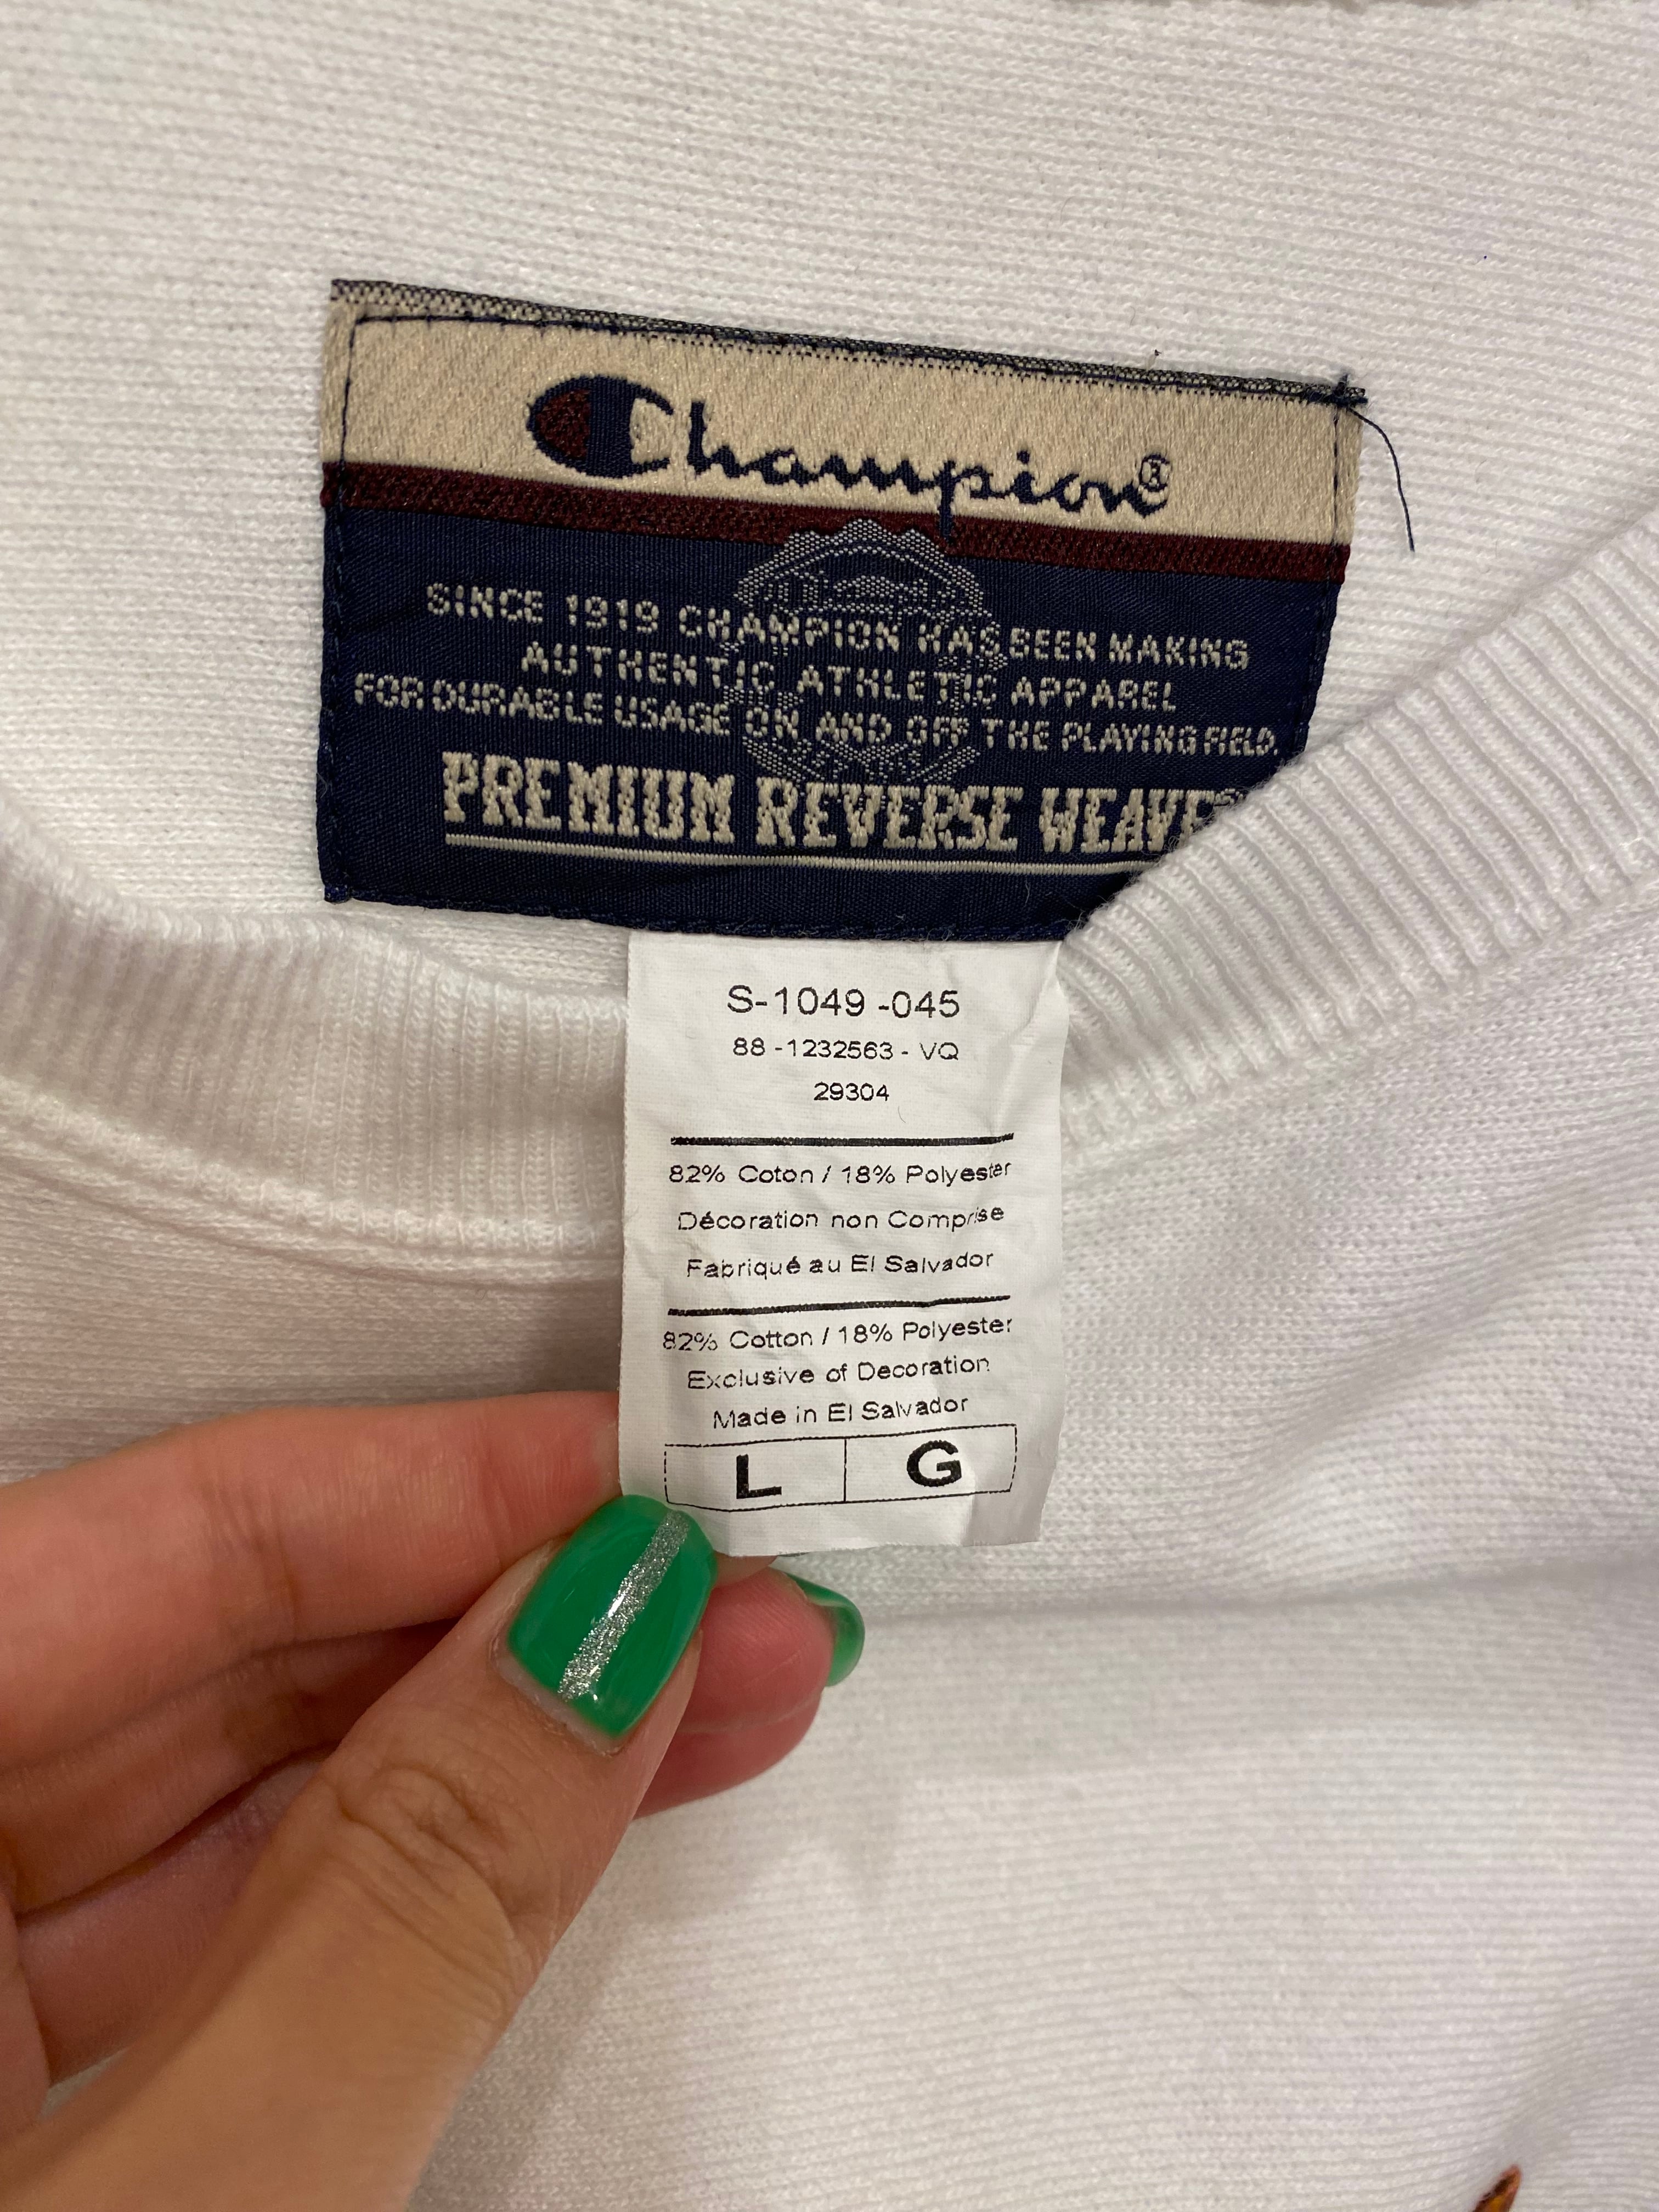 Champion®
SINCE 1919 CHAMPION HAS BEEN MAKING
AUTHENTIC ATHLETIC APPAREL
FOR DURABLE USAGE ON AND OFF THE PLAYING FIELD.
PREMIUM REVERSE WEAVE®
S-1049 -045
88 -1232563 - VQ
29304
82% Coton / 18% Polyester
Décoration non Comprise
Fabriqué au El Salvador
82% Cotton / 18% Polyester
Exclusive of Decoration
Made in El Salvador
L G